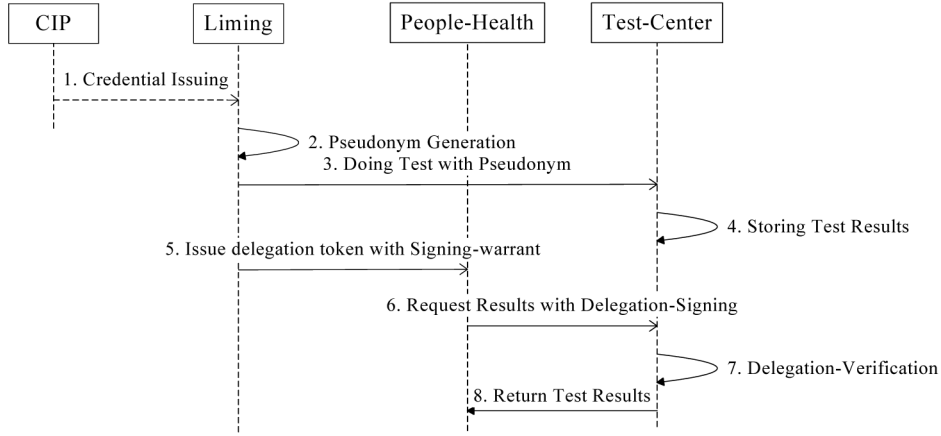 CIP
Liming
People-Health
Test-Center
1. Credential Issuing
2. Pseudonym Generation
3. Doing Test with Pseudonym
4. Storing Test Results
5. Issue delegation token with Signing-warrant
6. Request Results with Delegation-Signing
7. Delegation-Verification
8. Return Test Results